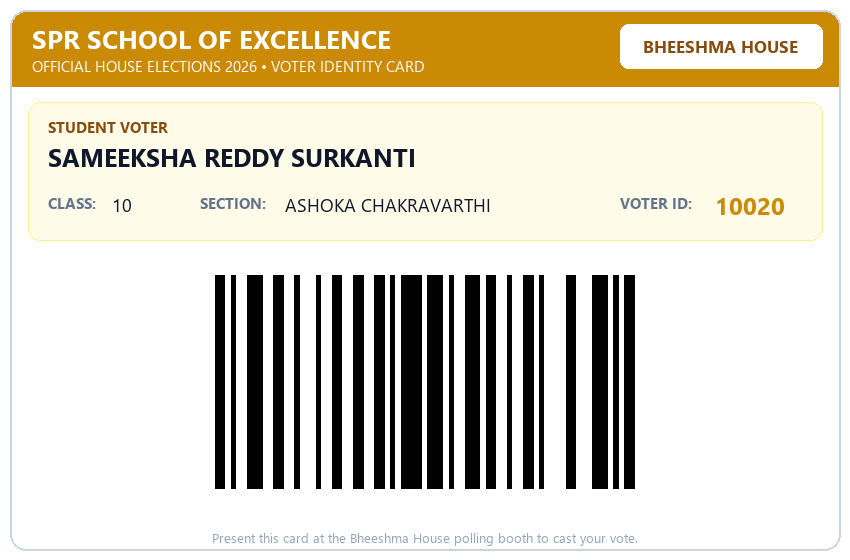 SPR SCHOOL OF EXCELLENCE
OFFICIAL HOUSE ELECTIONS 2026 • VOTER IDENTITY CARD
BHEESHMA HOUSE
STUDENT VOTER
SAMEEKSHA REDDY SURKANTI
CLASS: 10 SECTION: ASHOKA CHAKRAVARTHI VOTER ID: 10020
Present this card at the Bheeshma House polling booth to cast your vote.